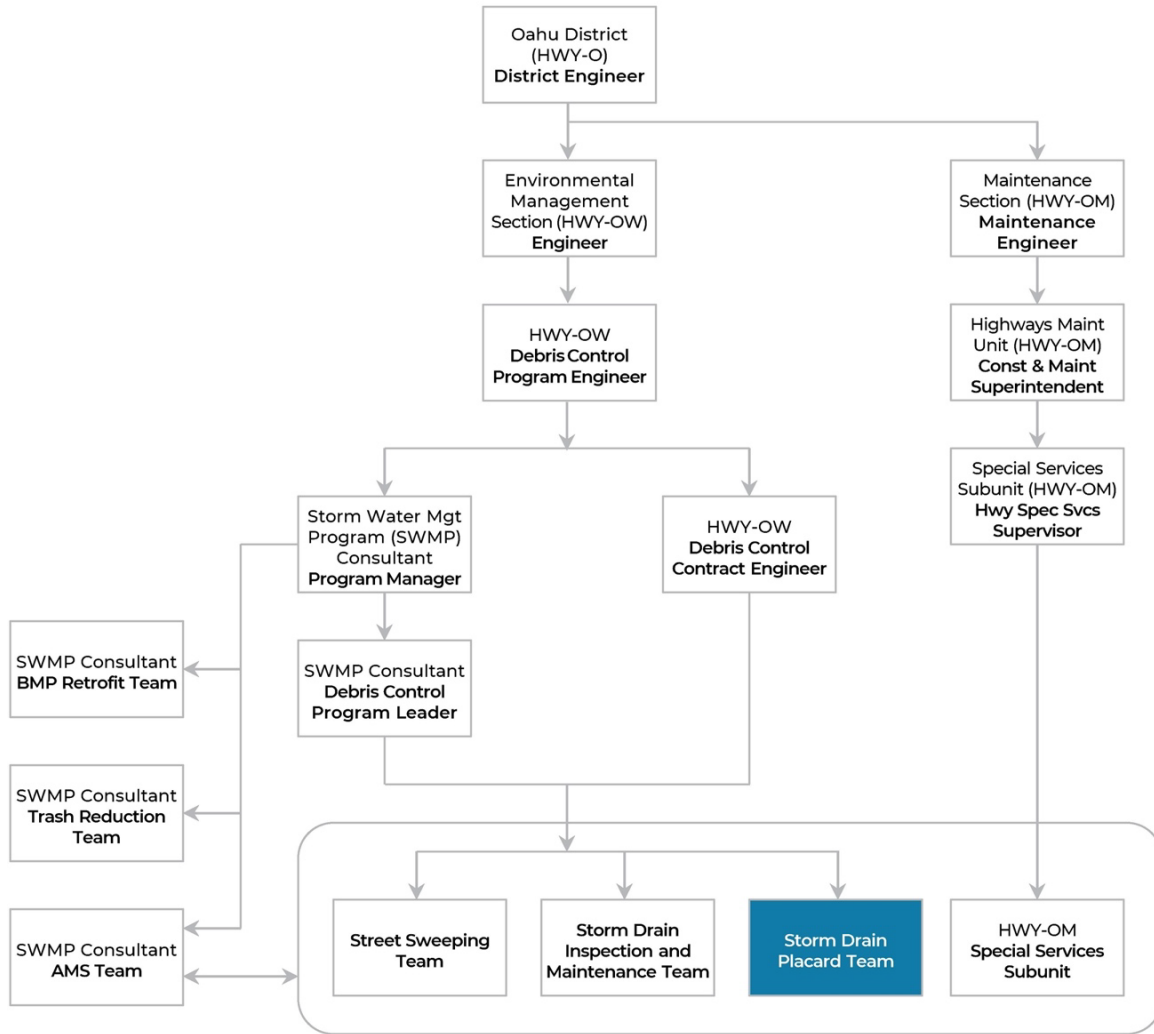 Oahu District
(HWY-O)
District Engineer
Environmental
Management
Section (HWY-OW)
Engineer
Maintenance
Section (HWY-OM)
Maintenance
Engineer
HWY-OW
Debris Control
Program Engineer
Highways Maint
Unit (HWY-OM)
Const & Maint
Superintendent
Storm Water Mgt
Program (SWMP)
Consultant
Program Manager
HWY-OW
Debris Control
Contract Engineer
Special Services
Subunit (HWY-OM)
Hwy Spec Svcs
Supervisor
SWMP Consultant
BMP Retrofit Team
SWMP Consultant
Debris Control
Program Leader
SWMP Consultant
Trash Reduction
Team
SWMP Consultant
AMS Team
Street Sweeping
Team
Storm Drain
Inspection and
Maintenance Team
Storm Drain
Placard Team
HWY-OM
Special Services
Subunit